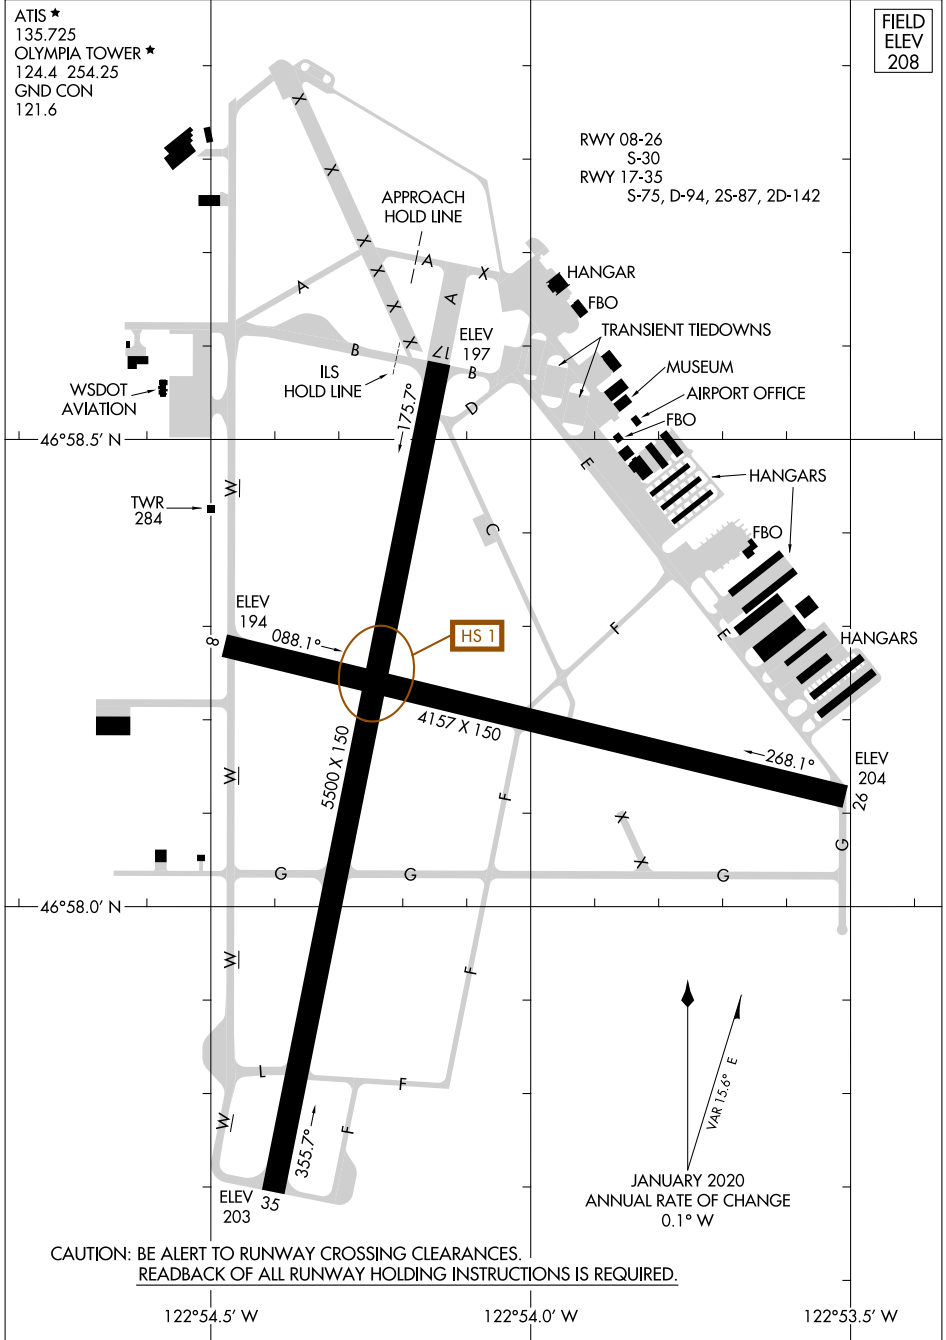 ATIS ★
135.725
OLYMPIA TOWER ★
124.4 254.25
GND CON
121.6
FIELD
ELEV
208
RWY 08-26
S-30
RWY 17-35
S-75, D-94, 2S-87, 2D-142
X
X
APPROACH
HOLD LINE
X
A
X
X
A
A
X
HANGAR
FBO
X
TRANSIENT TIEDOWNS
ELEV
197
17
X
B
B
ILS
HOLD LINE
MUSEUM
AIRPORT OFFICE
WSDOT
AVIATION
175.7°
D
FBO
46°58.5' N
E
HANGARS
W
TWR
284
C
FBO
ELEV
194
8
088.1°
HS 1
F
E
HANGARS
4157 X 150
5500 X 150
268.1°
ELEV
204
26
W
F
X
X
G
G
G
G
46°58.0' N
W
F
L
F
VAR 15.6° E
W
F
355.7°
ELEV
203
35
JANUARY 2020
ANNUAL RATE OF CHANGE
0.1° W
CAUTION: BE ALERT TO RUNWAY CROSSING CLEARANCES.
READBACK OF ALL RUNWAY HOLDING INSTRUCTIONS IS REQUIRED.
122°54.5' W
122°54.0' W
122°53.5' W